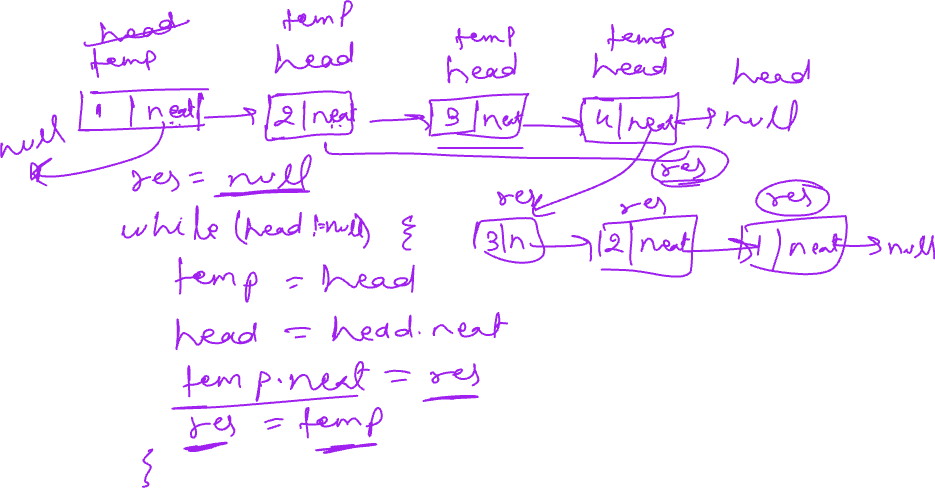 head temp temp temp
temp head head head head
1 next 2 next 3 next 4 next null
null
res = null res
res res res
while (head != null) { 3 n 2 next 1 next null
temp = head
head = head.next
temp.next = res
res = temp
{